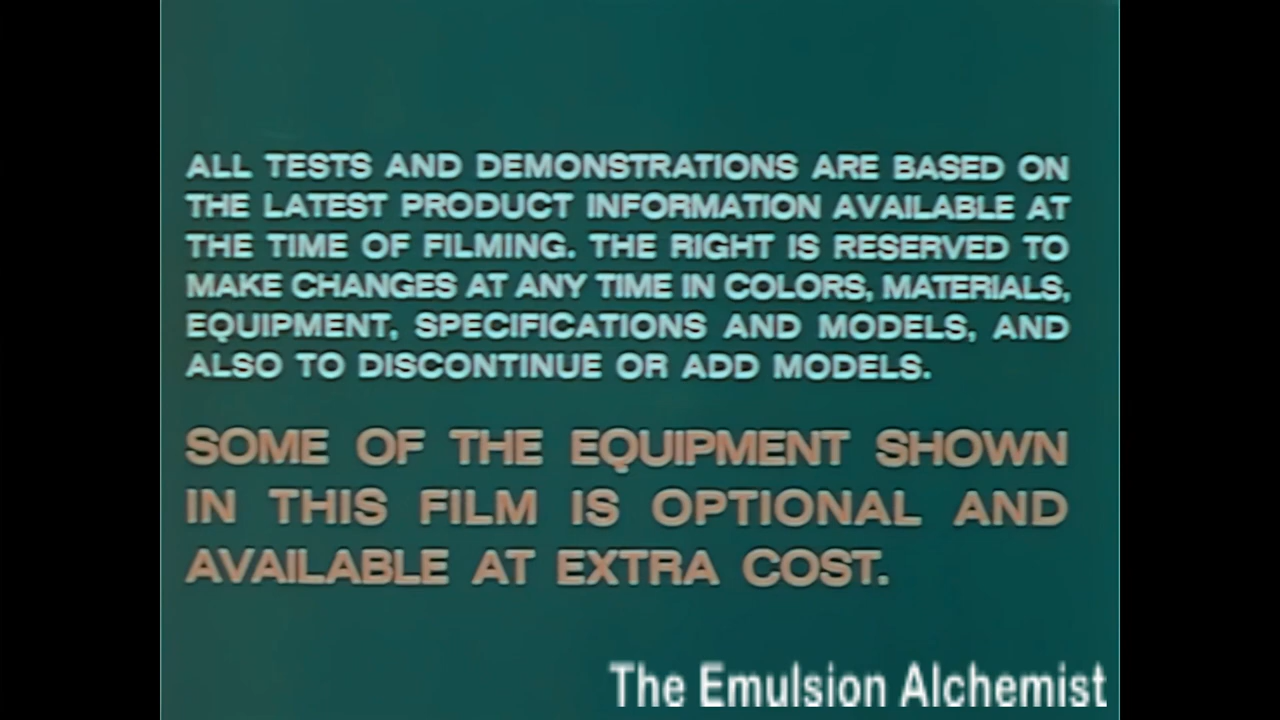 ALL TESTS AND DEMONSTRATIONS ARE BASED ON
THE LATEST PRODUCT INFORMATION AVAILABLE AT
THE TIME OF FILMING. THE RIGHT IS RESERVED TO
MAKE CHANGES AT ANY TIME IN COLORS, MATERIALS,
EQUIPMENT, SPECIFICATIONS AND MODELS, AND
ALSO TO DISCONTINUE OR ADD MODELS.
SOME OF THE EQUIPMENT SHOWN
IN THIS FILM IS OPTIONAL AND
AVAILABLE AT EXTRA COST.
The Emulsion Alchemist